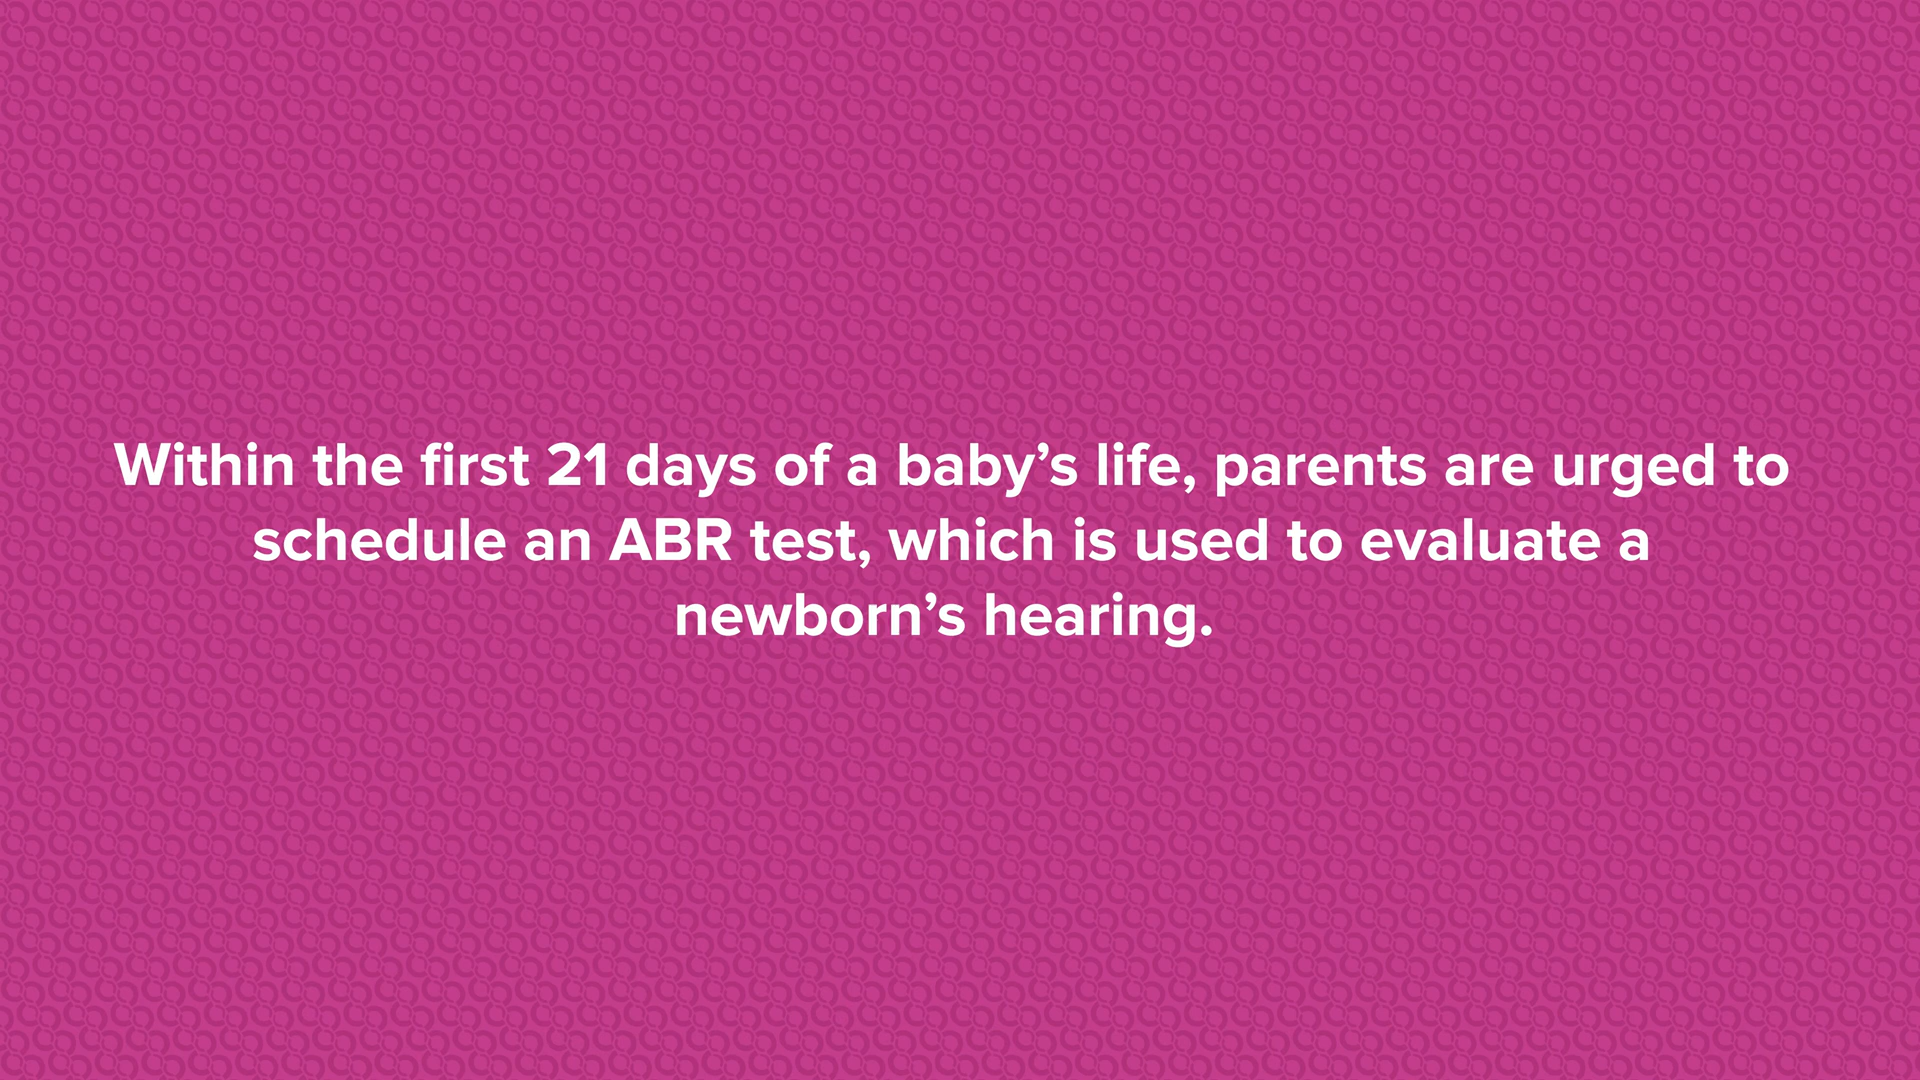 Within the first 21 days of a baby’s life, parents are urged to
schedule an ABR test, which is used to evaluate a
newborn’s hearing.